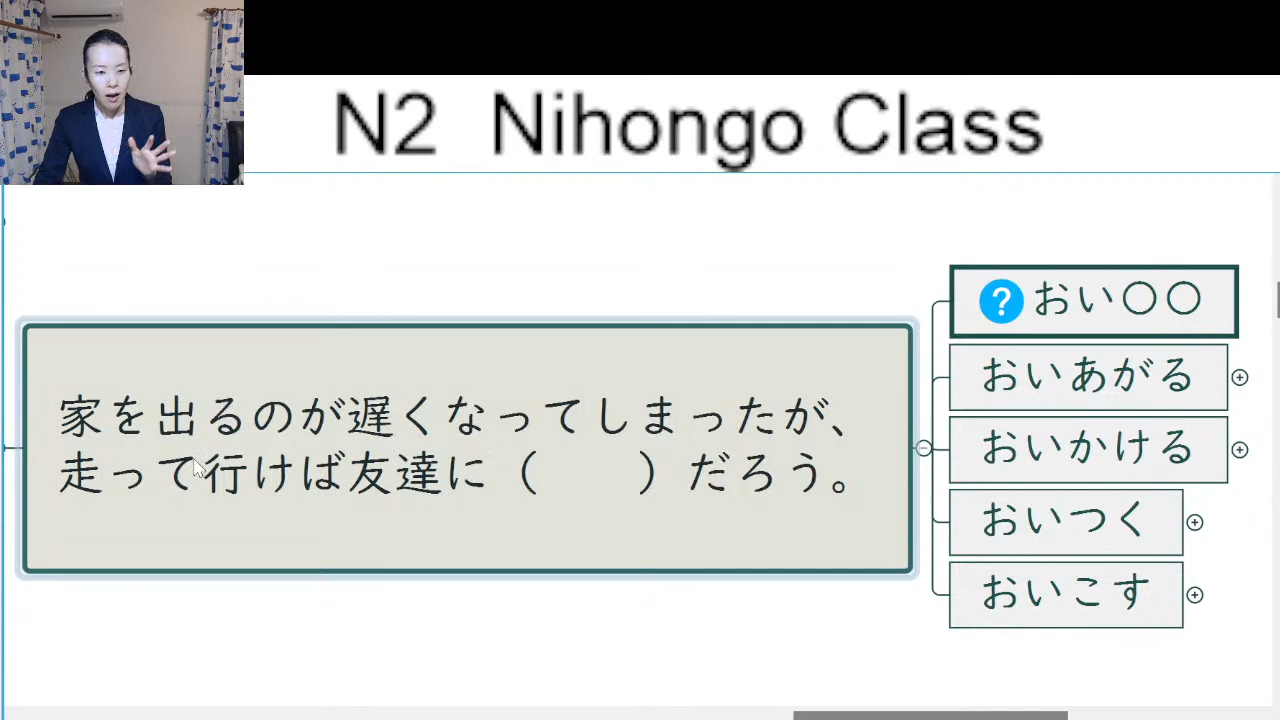 N2 Nihongo Class
家を出るのが遅くなってしまったが、
走って行けば友達に（　　）だろう。
? おい〇〇
おいあがる
おいかける
おいつく
おいこす